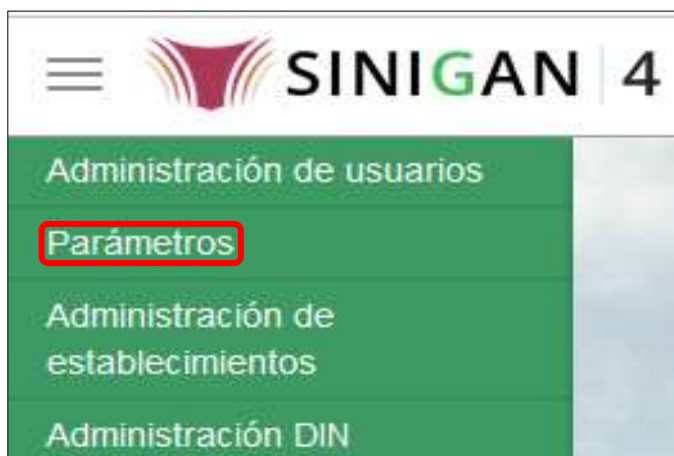 SINIGAN 4
Administración de usuarios
Parámetros
Administración de
establecimientos
Administración DIN